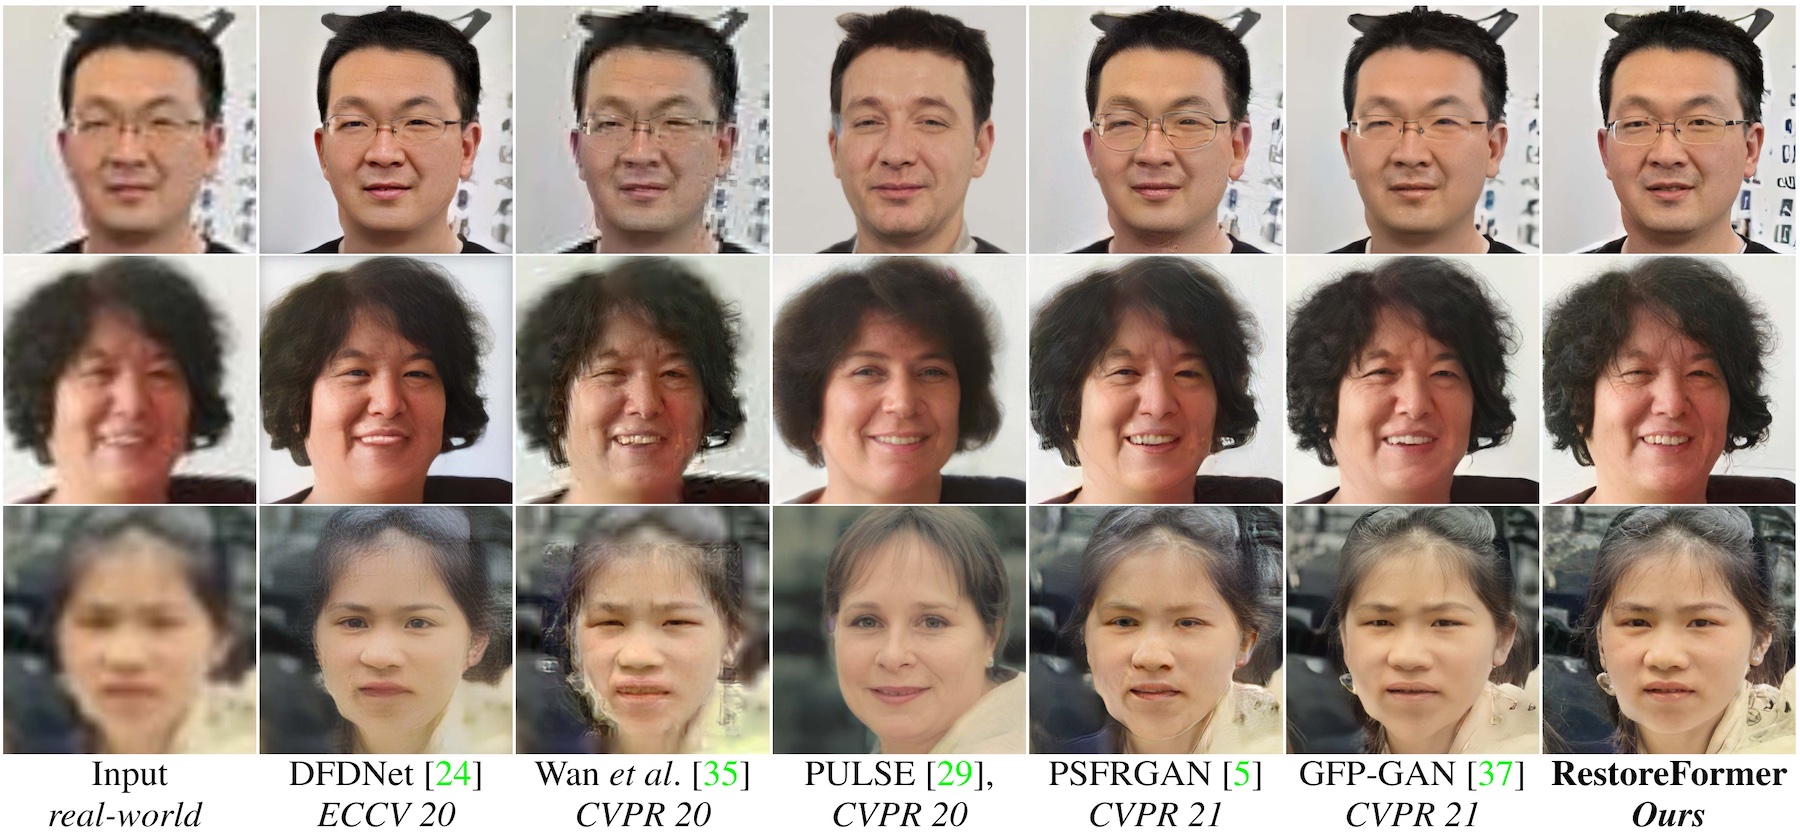 Input DFDNet [24] Wan et al. [35] PULSE [29], PSFRGAN [5] GFP-GAN [37] RestoreFormer
real-world ECCV 20 CVPR 20 CVPR 20 CVPR 21 CVPR 21 Ours